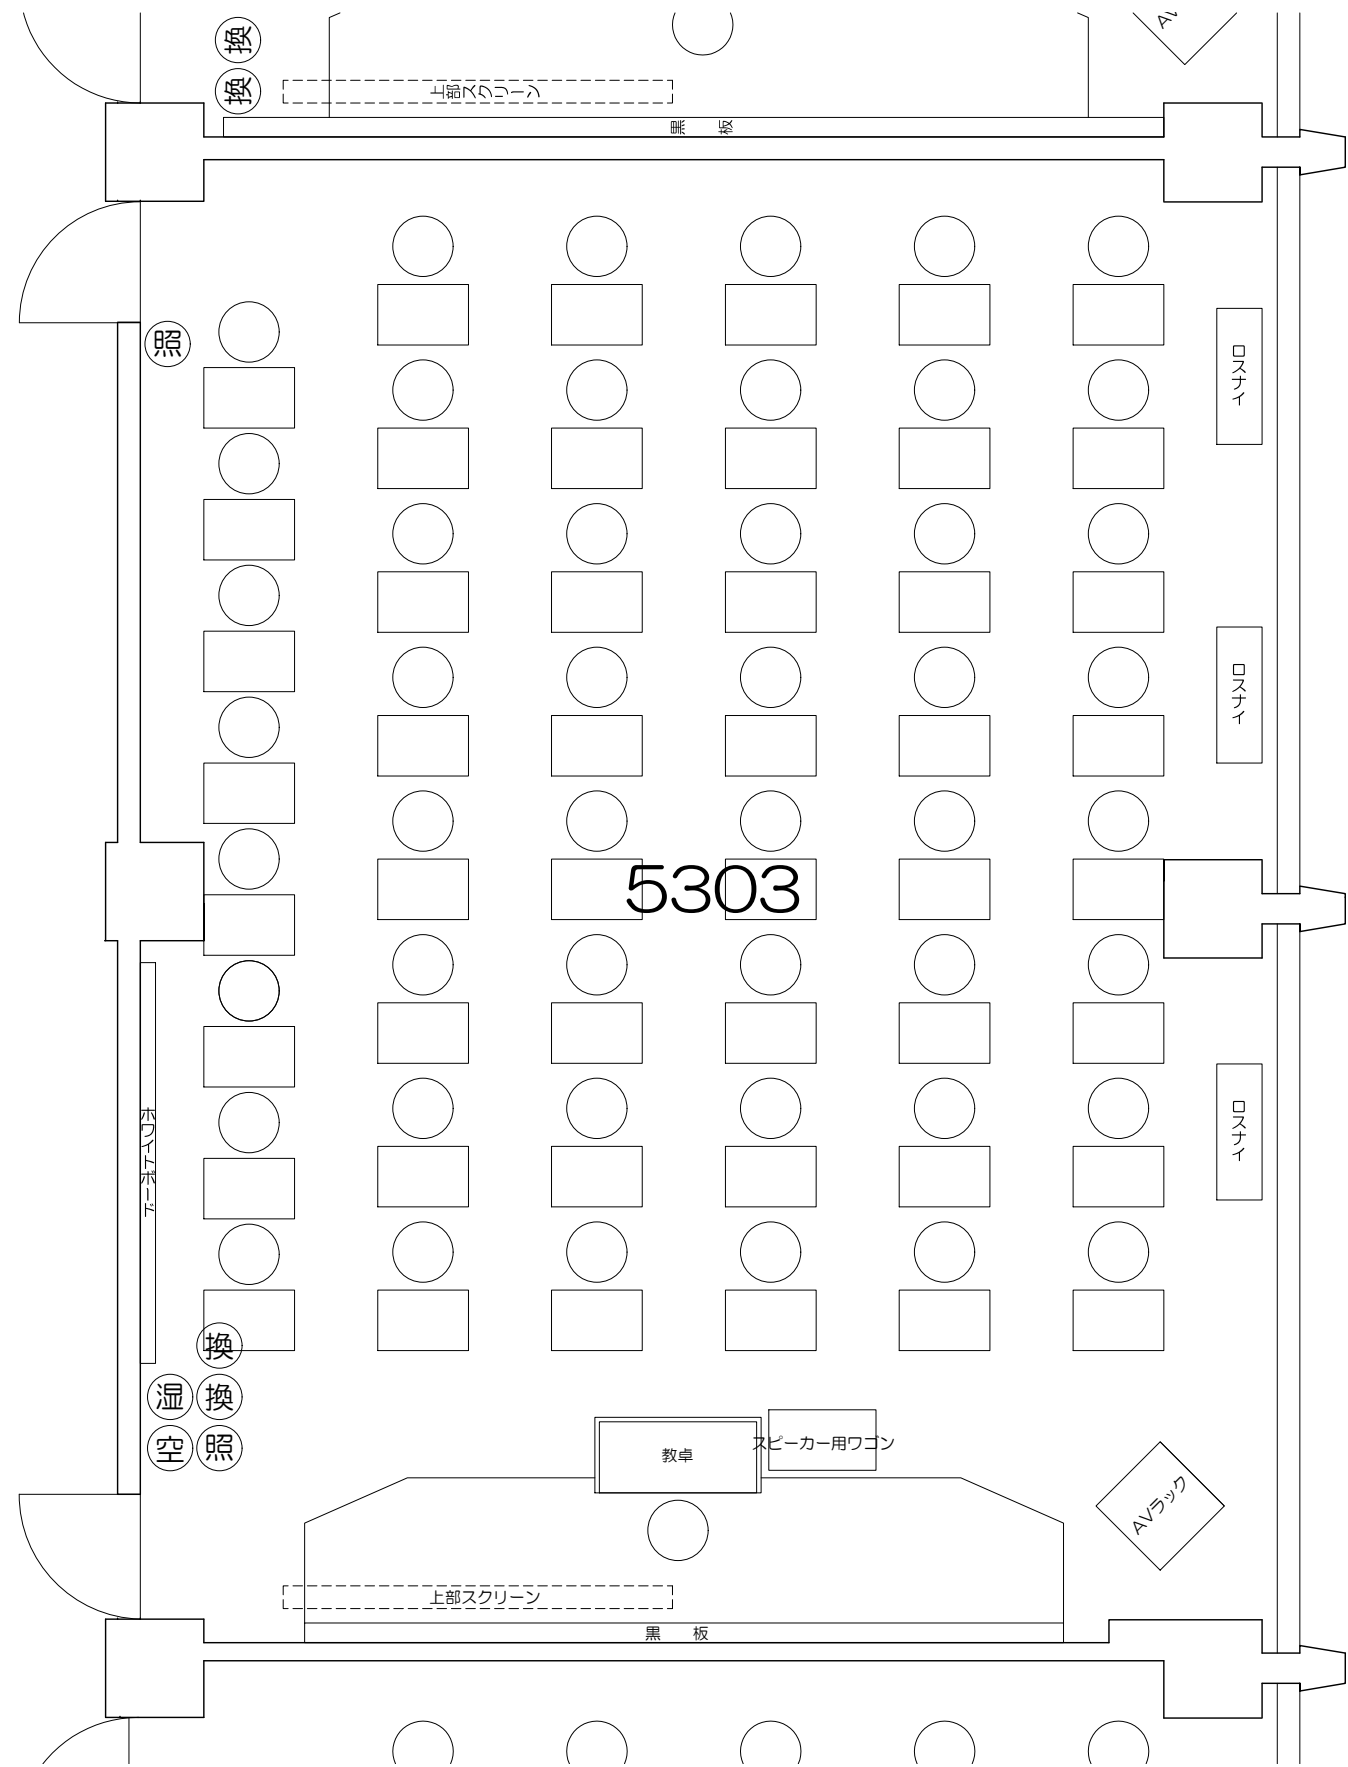 換
換
AV
上部スクリーン
黒 板
照
ロスナイ
ロスナイ
5303
ロスナイ
ホワイトボード
換
湿 換
空 照
教卓
スピーカー用ワゴン
AVラック
上部スクリーン
黒 板